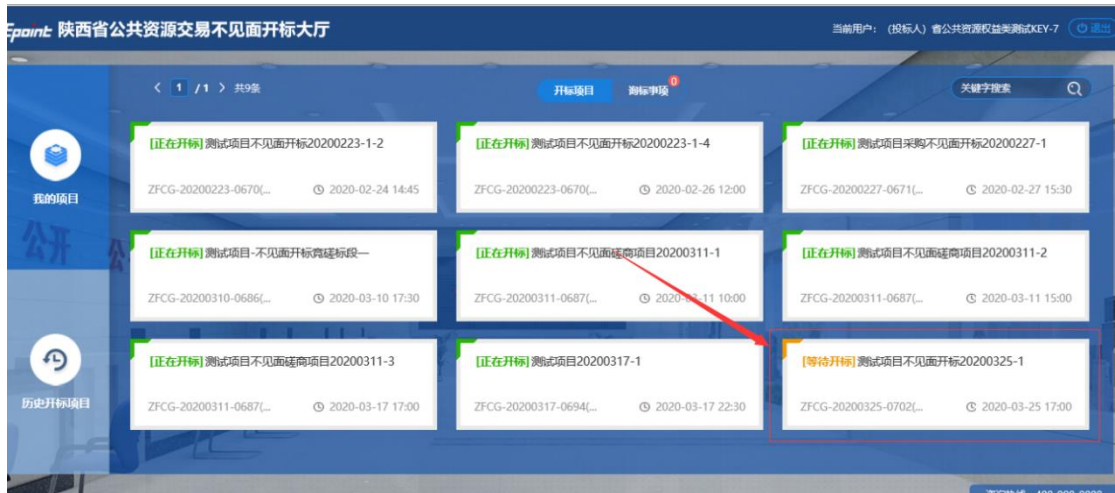 Epoint 陕西省公共资源交易不见面开标大厅
当前用户：（投标人）省公共资源权益类测试KEY-7 退出
1 / 1 共9条
开标项目 询标事项 0
关键字搜索
我的项目
历史开标项目
[正在开标]测试项目不见面开标20200223-1-2
ZFCG-20200223-0670(... 2020-02-24 14:45
[正在开标]测试项目不见面开标20200223-1-4
ZFCG-20200223-0670(... 2020-02-26 12:00
[正在开标]测试项目采购不见面开标20200227-1
ZFCG-20200227-0671(... 2020-02-27 15:30
[正在开标]测试项目-不见面开标竞磋标段一
ZFCG-20200310-0686(... 2020-03-10 17:30
[正在开标]测试项目不见面磋商项目20200311-1
ZFCG-20200311-0687(... 2020-03-11 10:00
[正在开标]测试项目不见面磋商项目20200311-2
ZFCG-20200311-0687(... 2020-03-11 15:00
[正在开标]测试项目不见面磋商项目20200311-3
ZFCG-20200311-0687(... 2020-03-17 17:00
[正在开标]测试项目20200317-1
ZFCG-20200317-0694(... 2020-03-17 22:30
[等待开标]测试项目不见面开标20200325-1
ZFCG-20200325-0702(... 2020-03-25 17:00
公开 公